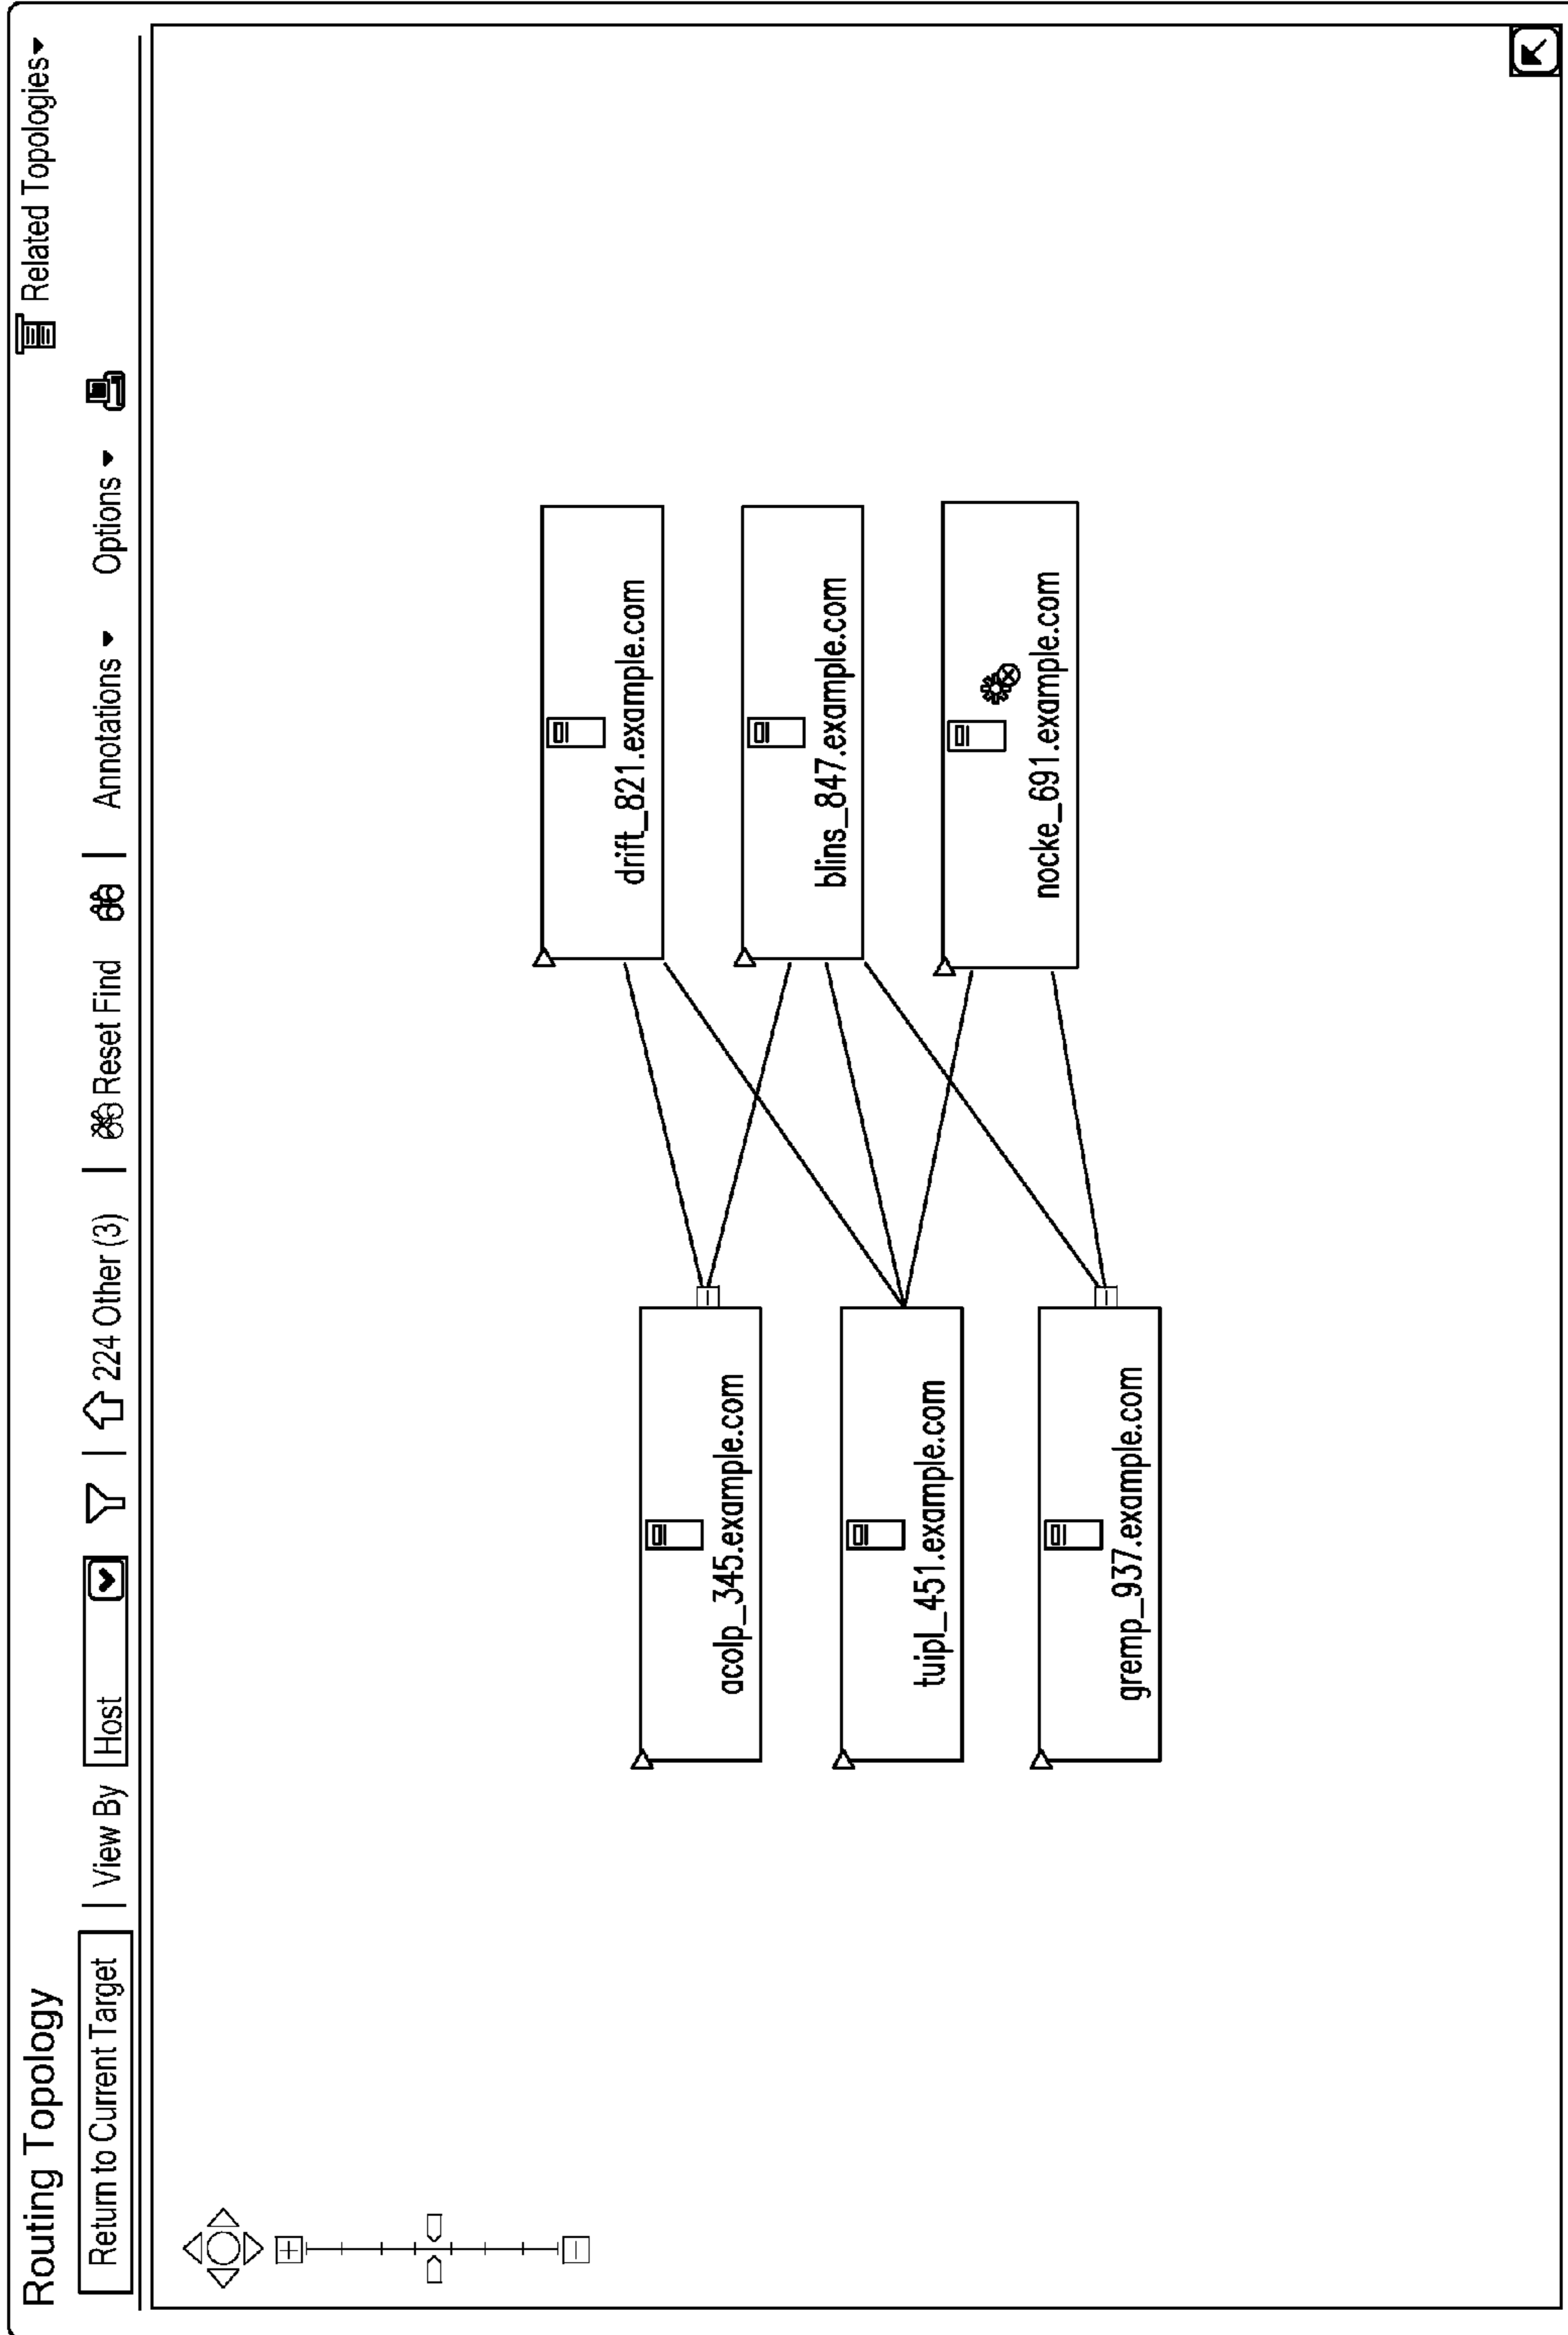 Routing Topology
Related Topologies
Return to Current Target | View By Host | 224 Other (3) | Reset Find | Annotations Options
drift_821.example.com
acolp_345.example.com
blins_847.example.com
tuipl_451.example.com
nocke_691.example.com
gremp_937.example.com